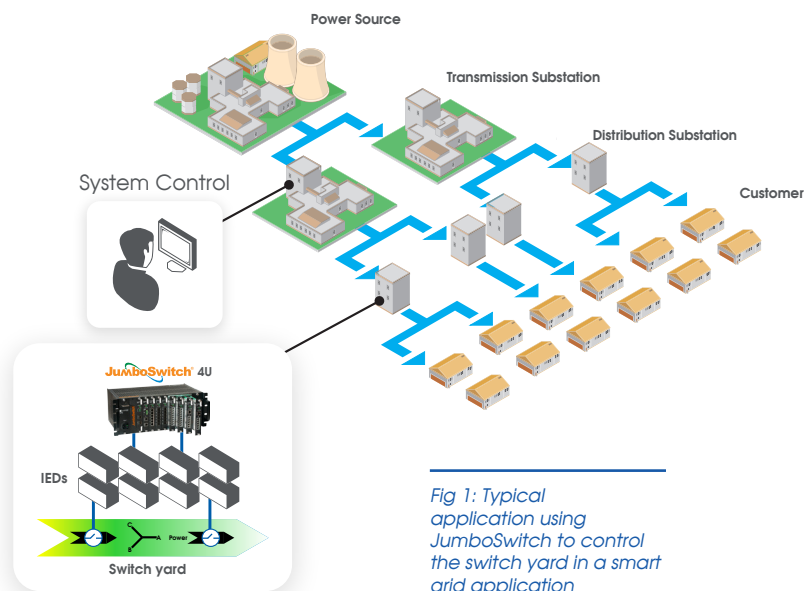 Power Source
Transmission Substation
Distribution Substation
System Control
Customer
JumboSwitch® 4U
IEDs
C
A
B
Power
Switch yard
Fig 1: Typical
application using
JumboSwitch to control
the switch yard in a smart
grid application